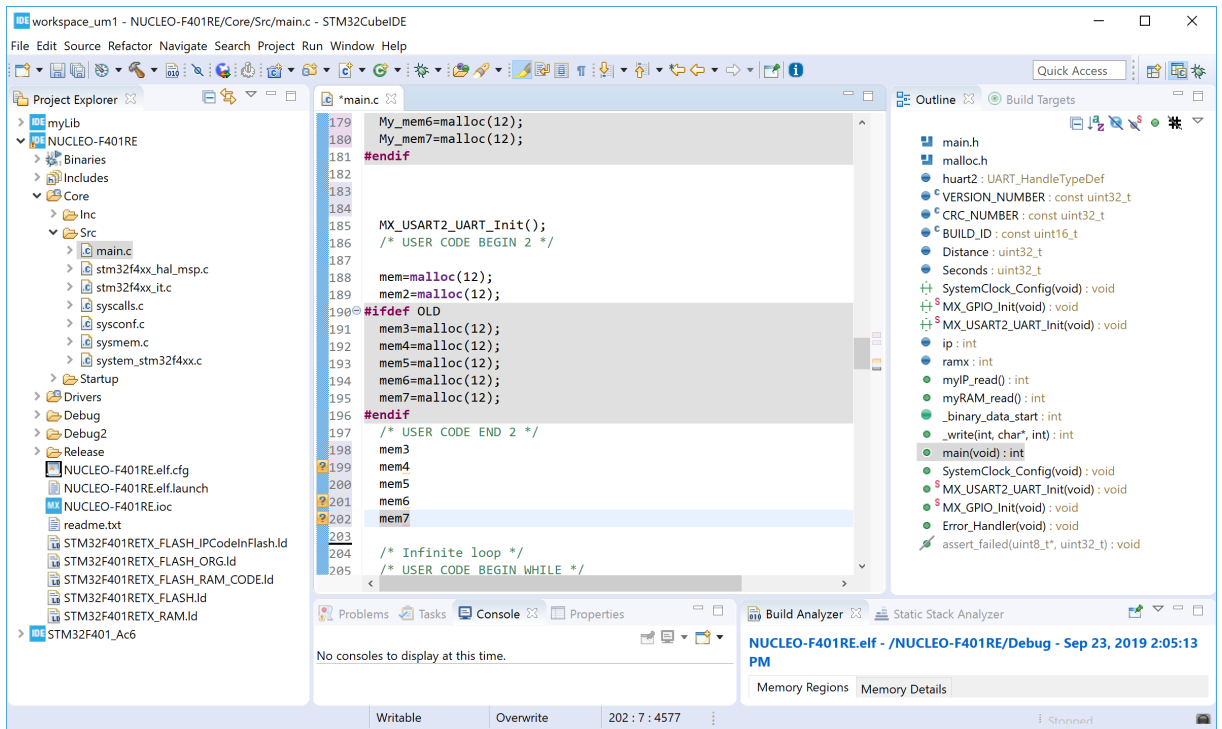 IDE workspace_um1 - NUCLEO-F401RE/Core/Src/main.c - STM32CubeIDE
File Edit Source Refactor Navigate Search Project Run Window Help
Quick Access
Project Explorer
myLib
NUCLEO-F401RE
Binaries
Includes
Core
Inc
Src
main.c
stm32f4xx_hal_msp.c
stm32f4xx_it.c
syscalls.c
sysconf.c
sysmem.c
system_stm32f4xx.c
Startup
Drivers
Debug
Debug2
Release
NUCLEO-F401RE.elf.cfg
NUCLEO-F401RE.elf.launch
MX NUCLEO-F401RE.ioc
readme.txt
STM32F401RETX_FLASH_IPCodeInFlash.ld
STM32F401RETX_FLASH_ORG.ld
STM32F401RETX_FLASH_RAM_CODE.ld
STM32F401RETX_FLASH.ld
STM32F401RETX_RAM.ld
STM32F401_Ac6
*main.c
179 My_mem6=malloc(12);
180 My_mem7=malloc(12);
181 #endif
182
183
184
185 MX_USART2_UART_Init();
186 /* USER CODE BEGIN 2 */
187
188 mem=malloc(12);
189 mem2=malloc(12);
190 #ifdef OLD
191 mem3=malloc(12);
192 mem4=malloc(12);
193 mem5=malloc(12);
194 mem6=malloc(12);
195 mem7=malloc(12);
196 #endif
197 /* USER CODE END 2 */
198 mem3
199 mem4
200 mem5
201 mem6
202 mem7
203
204 /* Infinite loop */
205 /* USER CODE BEGIN WHILE */
Outline
Build Targets
main.h
malloc.h
huart2 : UART_HandleTypeDef
VERSION_NUMBER : const uint32_t
CRC_NUMBER : const uint32_t
BUILD_ID : const uint16_t
Distance : uint32_t
Seconds : uint32_t
SystemClock_Config(void) : void
MX_GPIO_Init(void) : void
MX_USART2_UART_Init(void) : void
ip : int
ramx : int
myIP_read() : int
myRAM_read() : int
_binary_data_start : int
_write(int, char*, int) : int
main(void) : int
SystemClock_Config(void) : void
MX_USART2_UART_Init(void) : void
MX_GPIO_Init(void) : void
Error_Handler(void) : void
assert_failed(uint8_t*, uint32_t) : void
Problems Tasks Console Properties
No consoles to display at this time.
Build Analyzer Static Stack Analyzer
NUCLEO-F401RE.elf - /NUCLEO-F401RE/Debug - Sep 23, 2019 2:05:13
PM
Memory Regions Memory Details
Writable Overwrite 202 : 7 : 4577 Stopped